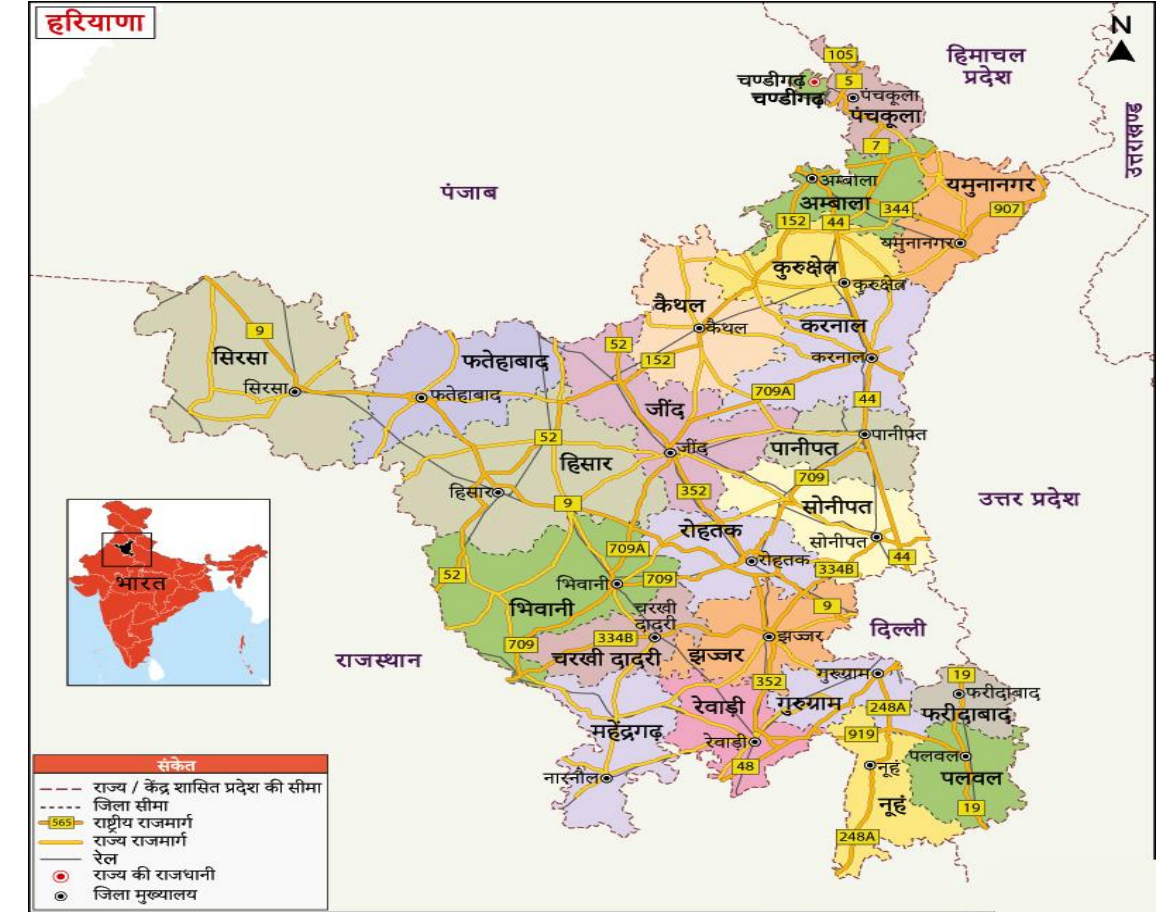 हरियाणा
N
हिमाचल
प्रदेश
उत्तराखण्ड
105
5
चण्डीगढ़
चण्डीगढ़
पंचकूला
पंचकूला
7
पंजाब
अम्बाला
अम्बाला
यमुनानगर
344
907
152
44
यमुनानगर
कुरुक्षेत्र
कुरुक्षेत्र
कैथल
कैथल
करनाल
करनाल
9
सिरसा
सिरसा
फतेहाबाद
फतेहाबाद
52
152
709A
44
जींद
जींद
पानीपत
पानीपत
52
हिसार
हिसार
9
352
709
सोनीपत
सोनीपत
उत्तर प्रदेश
रोहतक
रोहतक
709A
44
334B
52
भिवानी
भिवानी
709
9
चरखी
दादरी
334B
709
चरखी दादरी
झज्जर
झज्जर
दिल्ली
राजस्थान
352
गुरुग्राम
गुरुग्राम
19
फरीदाबाद
फरीदाबाद
248A
रेवाड़ी
रेवाड़ी
महेंद्रगढ़
919
पलवल
पलवल
48
नारनौल
नूहं
नूहं
19
248A
भारत
संकेत
राज्य / केंद्र शासित प्रदेश की सीमा
जिला सीमा
565 राष्ट्रीय राजमार्ग
राज्य राजमार्ग
रेल
राज्य की राजधानी
जिला मुख्यालय